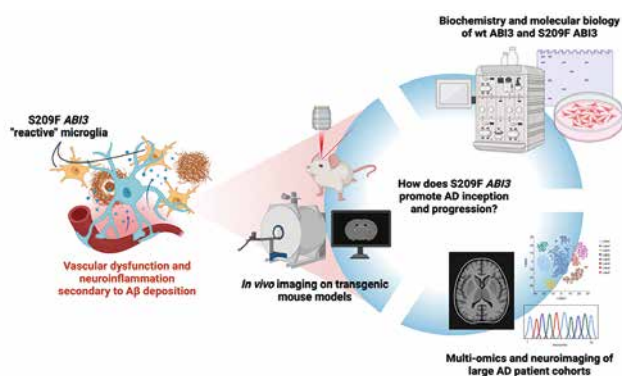 Biochemistry and molecular biology
of wt ABI3 and S209F ABI3
S209F ABI3
"reactive" microglia
How does S209F ABI3
promote AD inception
and progression?
Vascular dysfunction and
neuroinflammation
secondary to Aβ deposition
In vivo imaging on transgenic
mouse models
Multi-omics and neuroimaging of
large AD patient cohorts